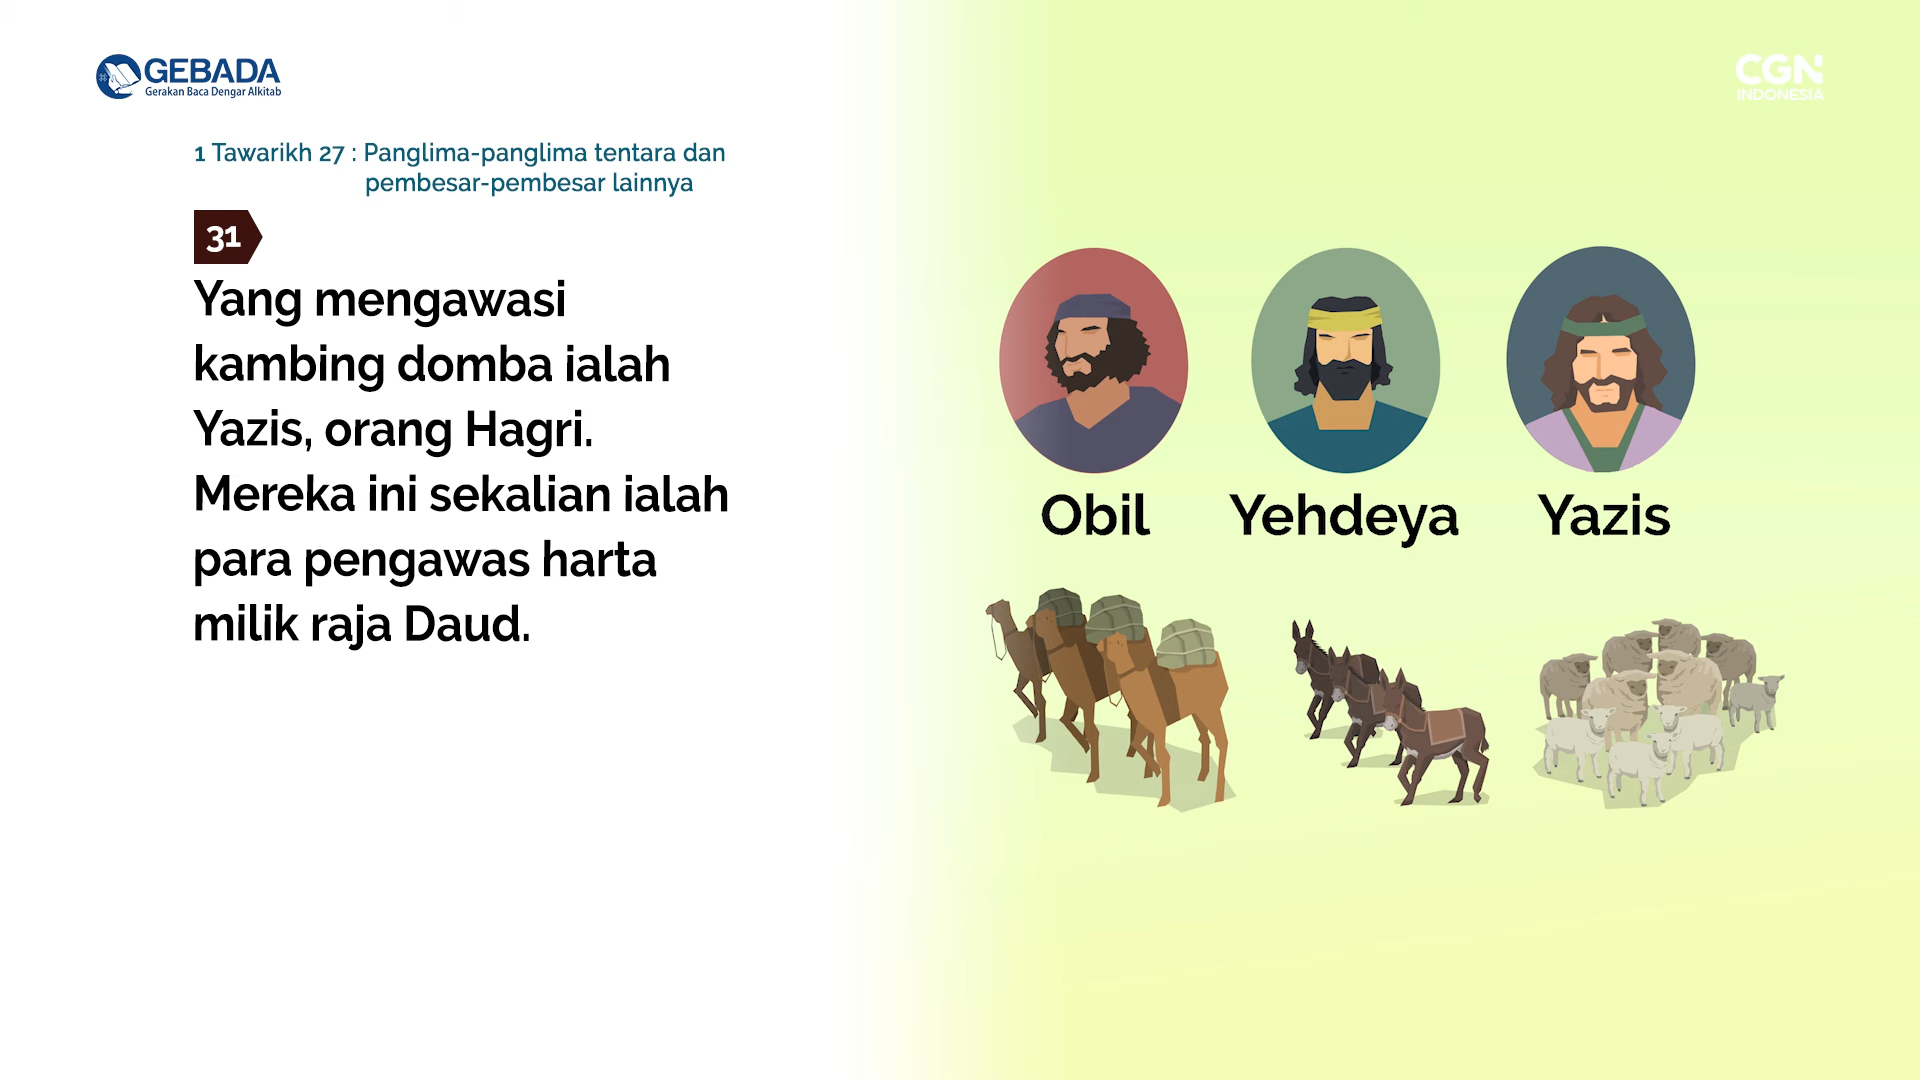 GEBADA
Gerakan Baca Dengar Alkitab
CGN
INDONESIA
1 Tawarikh 27 : Panglima-panglima tentara dan
pembesar-pembesar lainnya
31
Yang mengawasi
kambing domba ialah
Yazis, orang Hagri.
Mereka ini sekalian ialah
para pengawas harta
milik raja Daud.
Obil
Yehdeya
Yazis